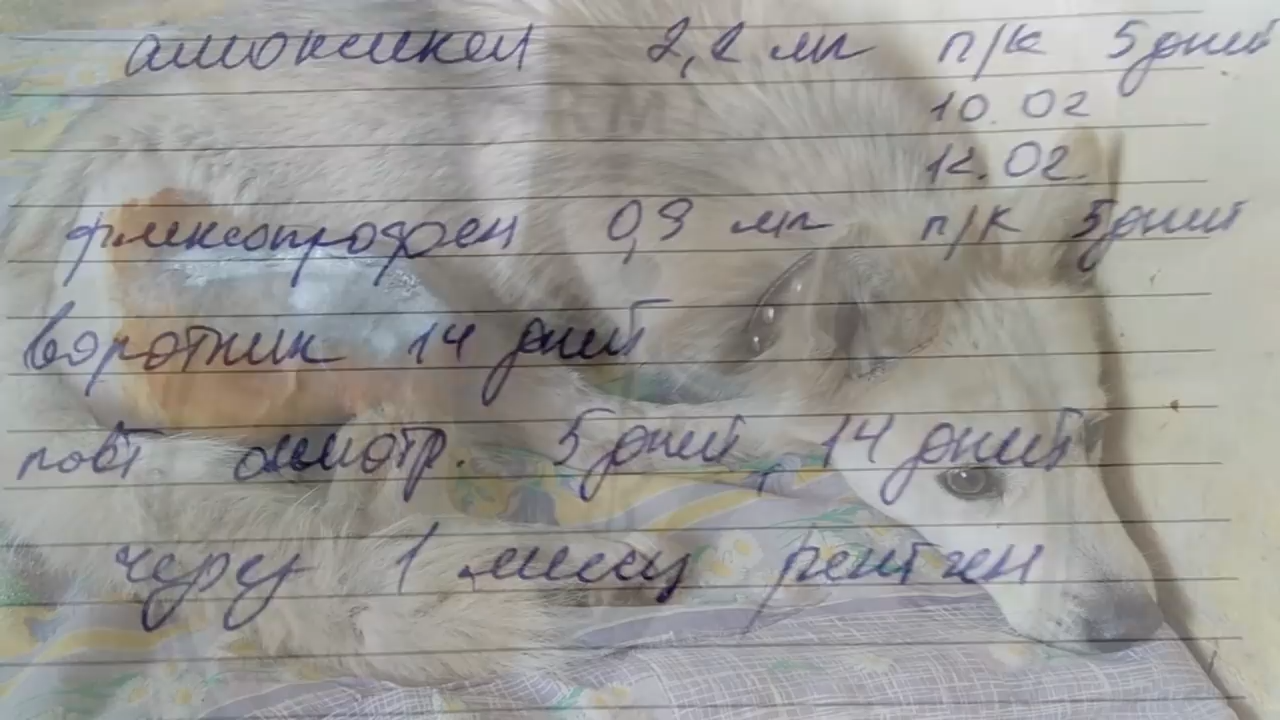 амоксикел 2,2 мл п/к 5 дней
10.02
12.02
флексопрофен 0,9 мл п/к 5 дней
воротник 14 дней
повт осмотр. 5 дней, 14 дней
через 1 месяц рентген